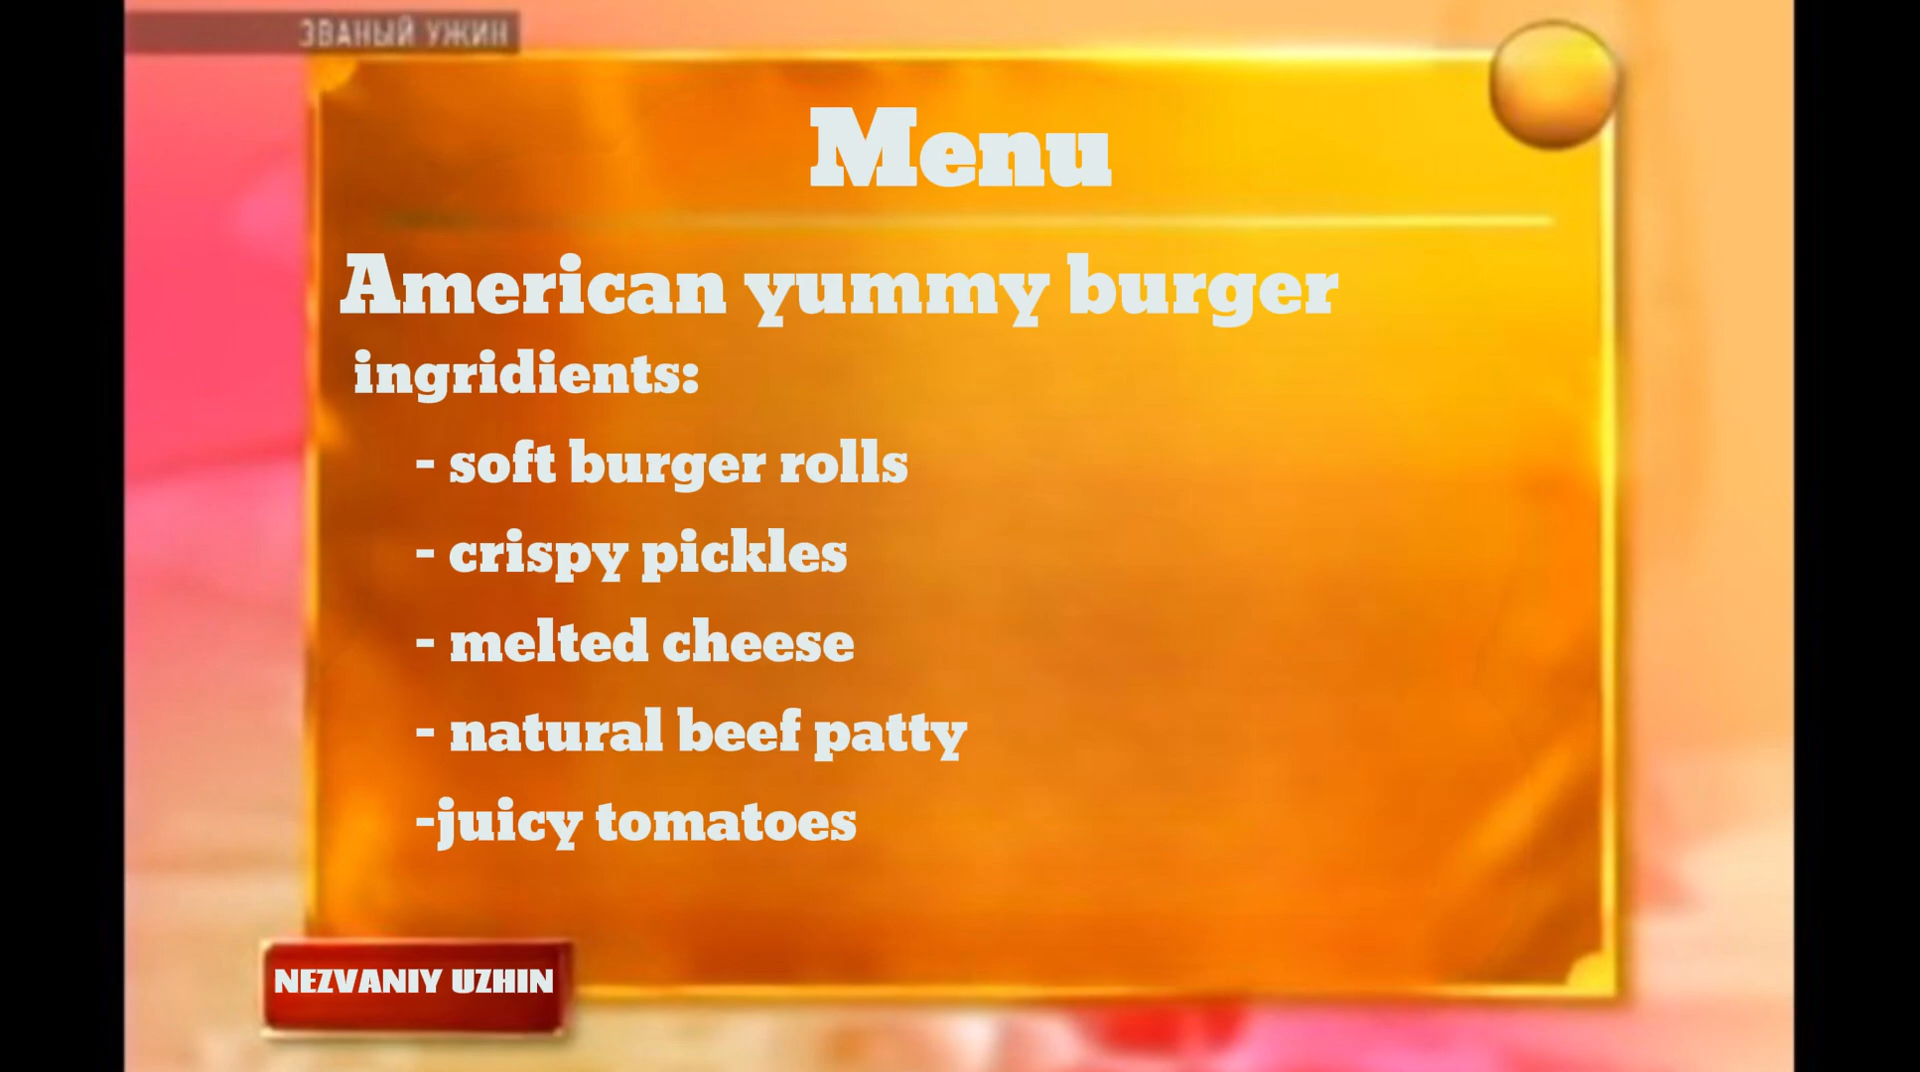 ЗВАНЫЙ УЖИН
Menu
American yummy burger
ingridients:
- soft burger rolls
- crispy pickles
- melted cheese
- natural beef patty
-juicy tomatoes
NEZVANIY UZHIN